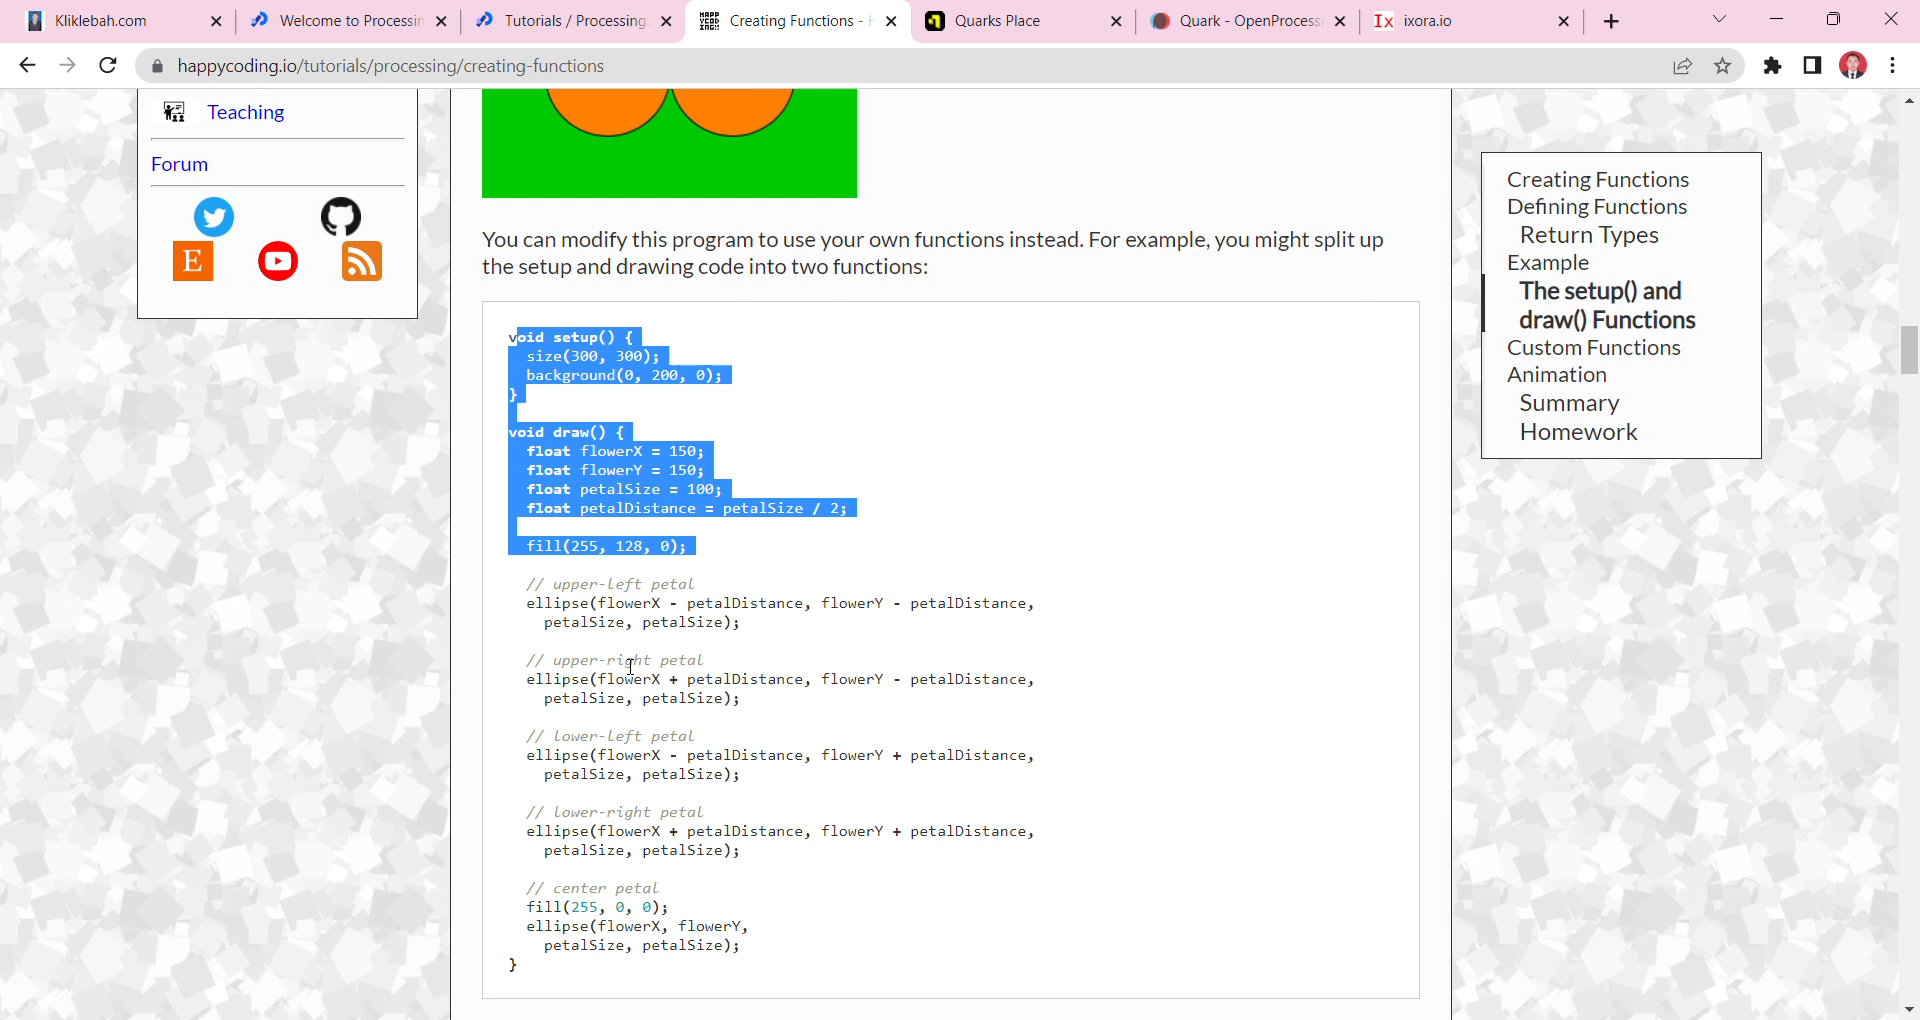 Kliklebah.com
Welcome to Processin
Tutorials / Processing
Creating Functions - H
Quarks Place
Quark - OpenProcessi
Ix ixora.io
happycoding.io/tutorials/processing/creating-functions
Teaching
Forum
You can modify this program to use your own functions instead. For example, you might split up
the setup and drawing code into two functions:
void setup() {
  size(300, 300);
  background(0, 200, 0);
}
void draw() {
  float flowerX = 150;
  float flowerY = 150;
  float petalSize = 100;
  float petalDistance = petalSize / 2;
  fill(255, 128, 0);
  // upper-left petal
  ellipse(flowerX - petalDistance, flowerY - petalDistance,
    petalSize, petalSize);
  // upper-right petal
  ellipse(flowerX + petalDistance, flowerY - petalDistance,
    petalSize, petalSize);
  // lower-left petal
  ellipse(flowerX - petalDistance, flowerY + petalDistance,
    petalSize, petalSize);
  // lower-right petal
  ellipse(flowerX + petalDistance, flowerY + petalDistance,
    petalSize, petalSize);
  // center petal
  fill(255, 0, 0);
  ellipse(flowerX, flowerY,
    petalSize, petalSize);
}
Creating Functions
Defining Functions
Return Types
Example
The setup() and
draw() Functions
Custom Functions
Animation
Summary
Homework